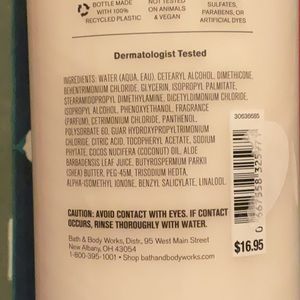 BOTTLE MADE
WITH 100%
RECYCLED PLASTIC
NOT TESTED
ON ANIMALS
& VEGAN
SULFATES,
PARABENS, OR
ARTIFICIAL DYES
Dermatologist Tested
INGREDIENTS: WATER (AQUA, EAU), CETEARYL ALCOHOL, DIMETHICONE,
BEHENTRIMONIUM CHLORIDE, GLYCERIN, ISOPROPYL PALMITATE,
STEARAMIDOPROPYL DIMETHYLAMINE, DICETYLDIMONIUM CHLORIDE,
ISOPROPYL ALCOHOL, PHENOXYETHANOL, FRAGRANCE
(PARFUM), CETRIMONIUM CHLORIDE, PANTHENOL,
POLYSORBATE 60, GUAR HYDROXYPROPYLTRIMONIUM
CHLORIDE, CITRIC ACID, TOCOPHERYL ACETATE, SODIUM
PHYTATE, COCOS NUCIFERA (COCONUT) OIL, ALOE
BARBADENSIS LEAF JUICE, BUTYROSPERMUM PARKII
(SHEA) BUTTER, PEG-45M, TRISODIUM HEDTA,
ALPHA-ISOMETHYL IONONE, BENZYL SALICYLATE, LINALOOL.
CAUTION: AVOID CONTACT WITH EYES. IF CONTACT
OCCURS, RINSE THOROUGHLY WITH WATER.
Bath & Body Works, Distr., 95 West Main Street
New Albany, OH 43054
1-800-395-1001 • Shop bathandbodyworks.com
$16.95